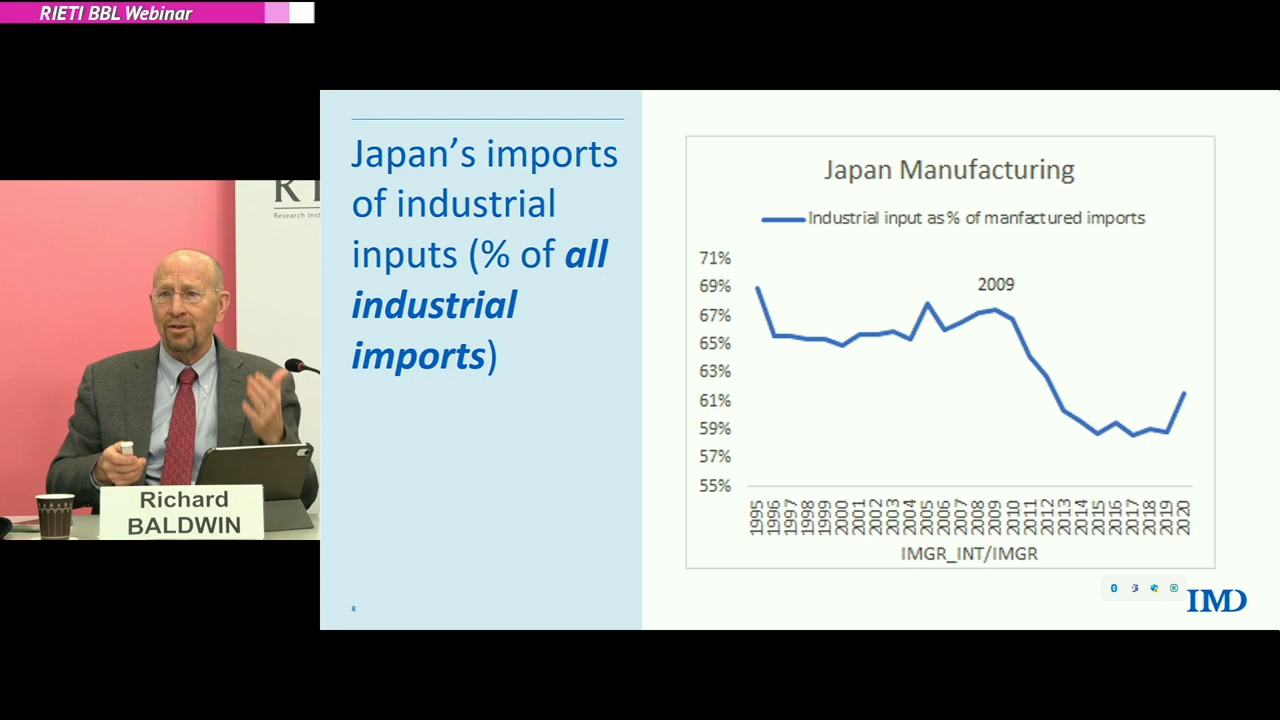 RIETI BBL Webinar
Research Inst
Richard
BALDWIN
Japan's imports
of industrial
inputs (% of all
industrial
imports)
8
Japan Manufacturing
Industrial input as % of manfactured imports
71%
69%
67%
65%
63%
61%
59%
57%
55%
2009
1995 1996 1997 1998 1999 2000 2001 2002 2003 2004 2005 2006 2007 2008 2009 2010 2011 2012 2013 2014 2015 2016 2017 2018 2019 2020
IMGR_INT/IMGR
IMD